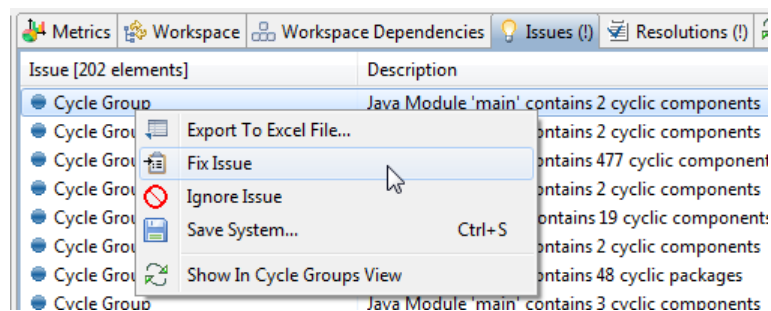 Metrics Workspace Workspace Dependencies Issues (!) Resolutions (!)
Issue [202 elements] Description
Cycle Group Java Module 'main' contains 2 cyclic components
Cycle Grou ontains 2 cyclic components
Export To Excel File...
Cycle Grou ontains 477 cyclic component
Fix Issue
Cycle Grou ontains 2 cyclic components
Ignore Issue
Cycle Grou ontains 19 cyclic components
Save System... Ctrl+S
Cycle Grou ontains 2 cyclic components
Cycle Grou ontains 48 cyclic packages
Show In Cycle Groups View
Cycle Group Java Module 'main' contains 3 cyclic components